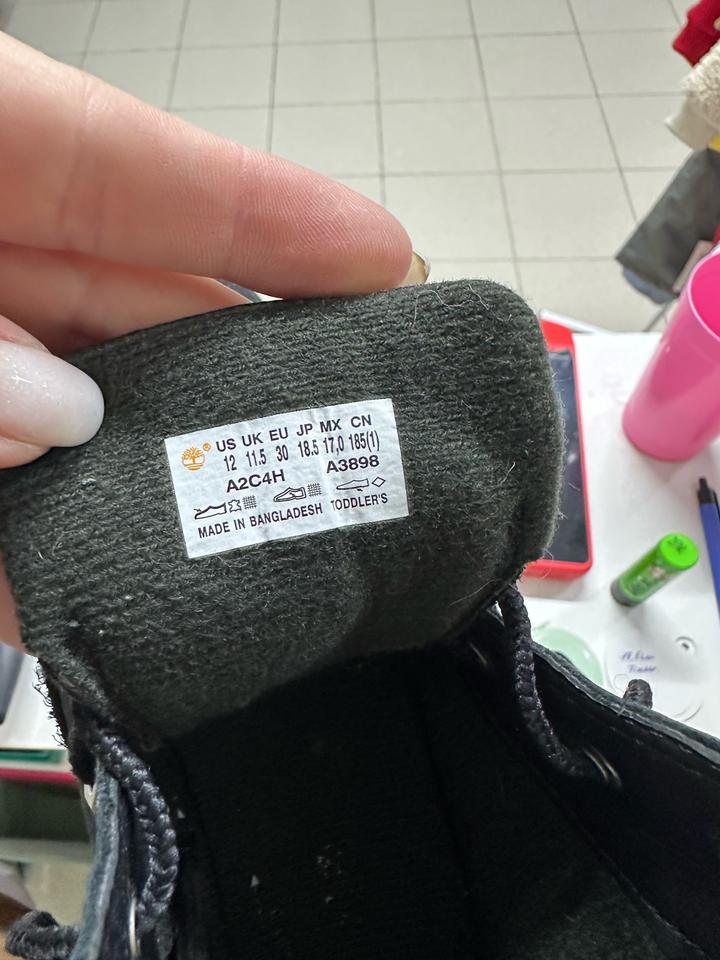 ® US UK EU JP MX CN
12 11.5 30 18.5 17,0 185(1)
A2C4H A3898
MADE IN BANGLADESH TODDLER'S